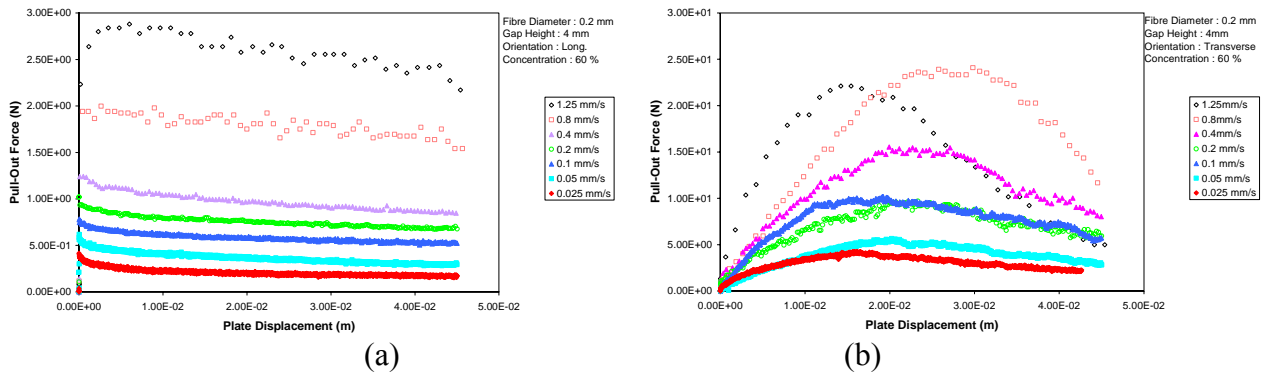 3.00E+00
2.50E+00
2.00E+00
1.50E+00
1.00E+00
5.00E-01
0.00E+00
0.00E+00 1.00E-02 2.00E-02 3.00E-02 4.00E-02 5.00E-02
Pull-Out Force (N)
Plate Displacement (m)
Fibre Diameter : 0.2 mm
Gap Height : 4 mm
Orientation : Long.
Concentration : 60 %
1.25 mm/s
0.8 mm/s
0.4 mm/s
0.2 mm/s
0.1 mm/s
0.05 mm/s
0.025 mm/s
(a)
3.00E+01
2.50E+01
2.00E+01
1.50E+01
1.00E+01
5.00E+00
0.00E+00
0.00E+00 1.00E-02 2.00E-02 3.00E-02 4.00E-02 5.00E-02
Pull-Out Force (N)
Plate Displacement (m)
Fibre Diameter : 0.2 mm
Gap Height : 4mm
Orientation : Transverse
Concentration : 60 %
1.25mm/s
0.8mm/s
0.4mm/s
0.2 mm/s
0.1 mm/s
0.05 mm/s
0.025 mm/s
(b)